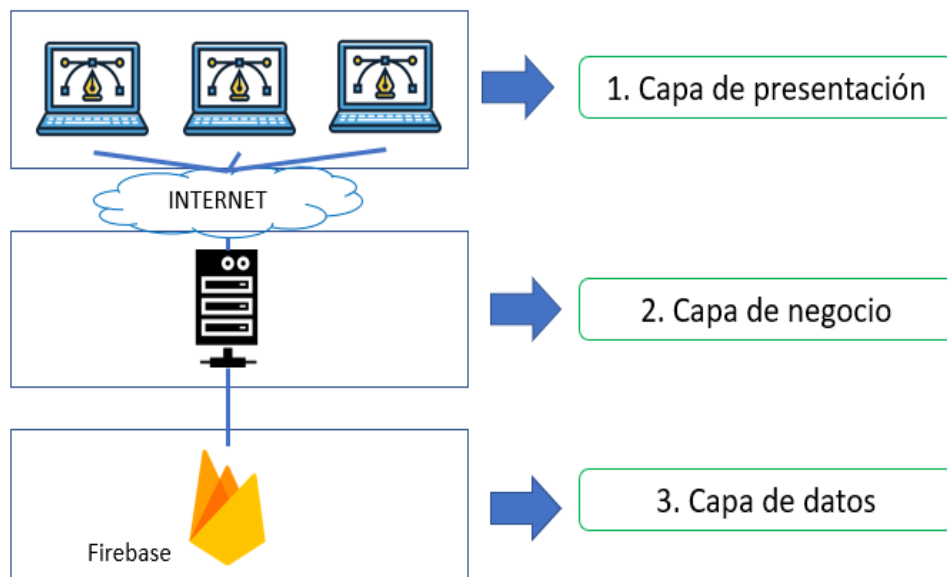 1. Capa de presentación
INTERNET
2. Capa de negocio
3. Capa de datos
Firebase